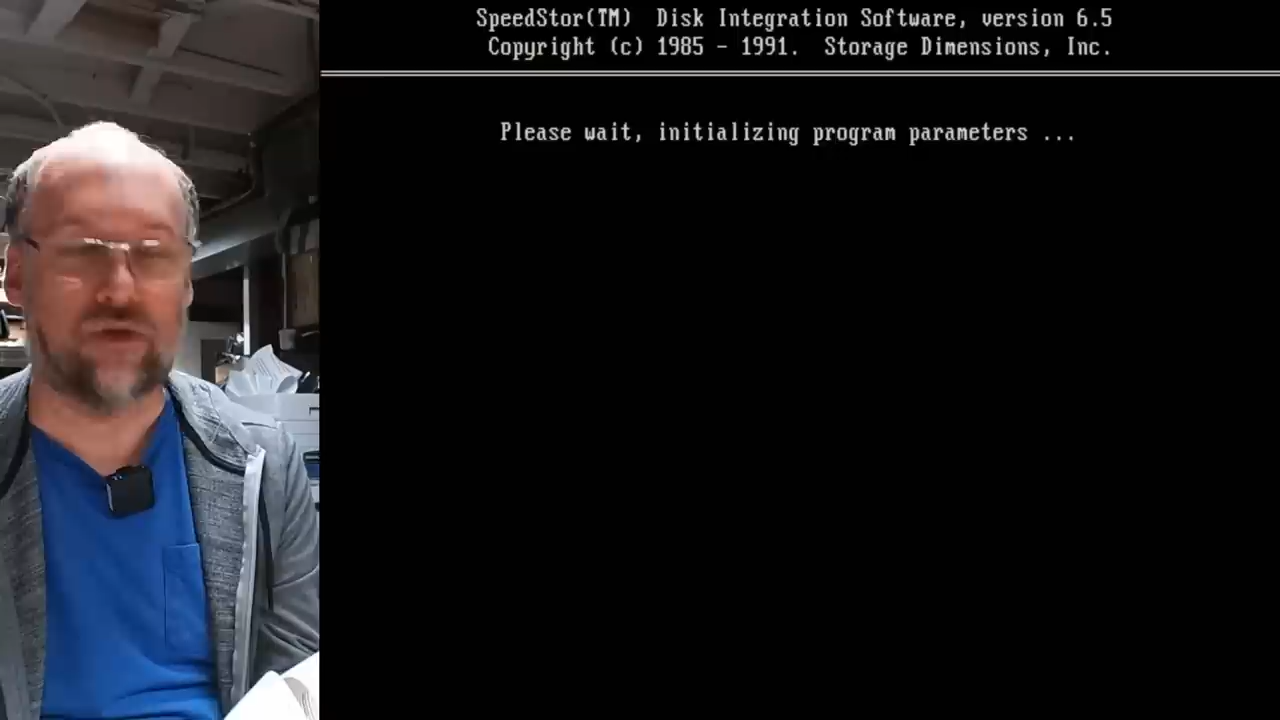 SpeedStor(TM) Disk Integration Software, version 6.5
Copyright (c) 1985 - 1991. Storage Dimensions, Inc.
Please wait, initializing program parameters ...